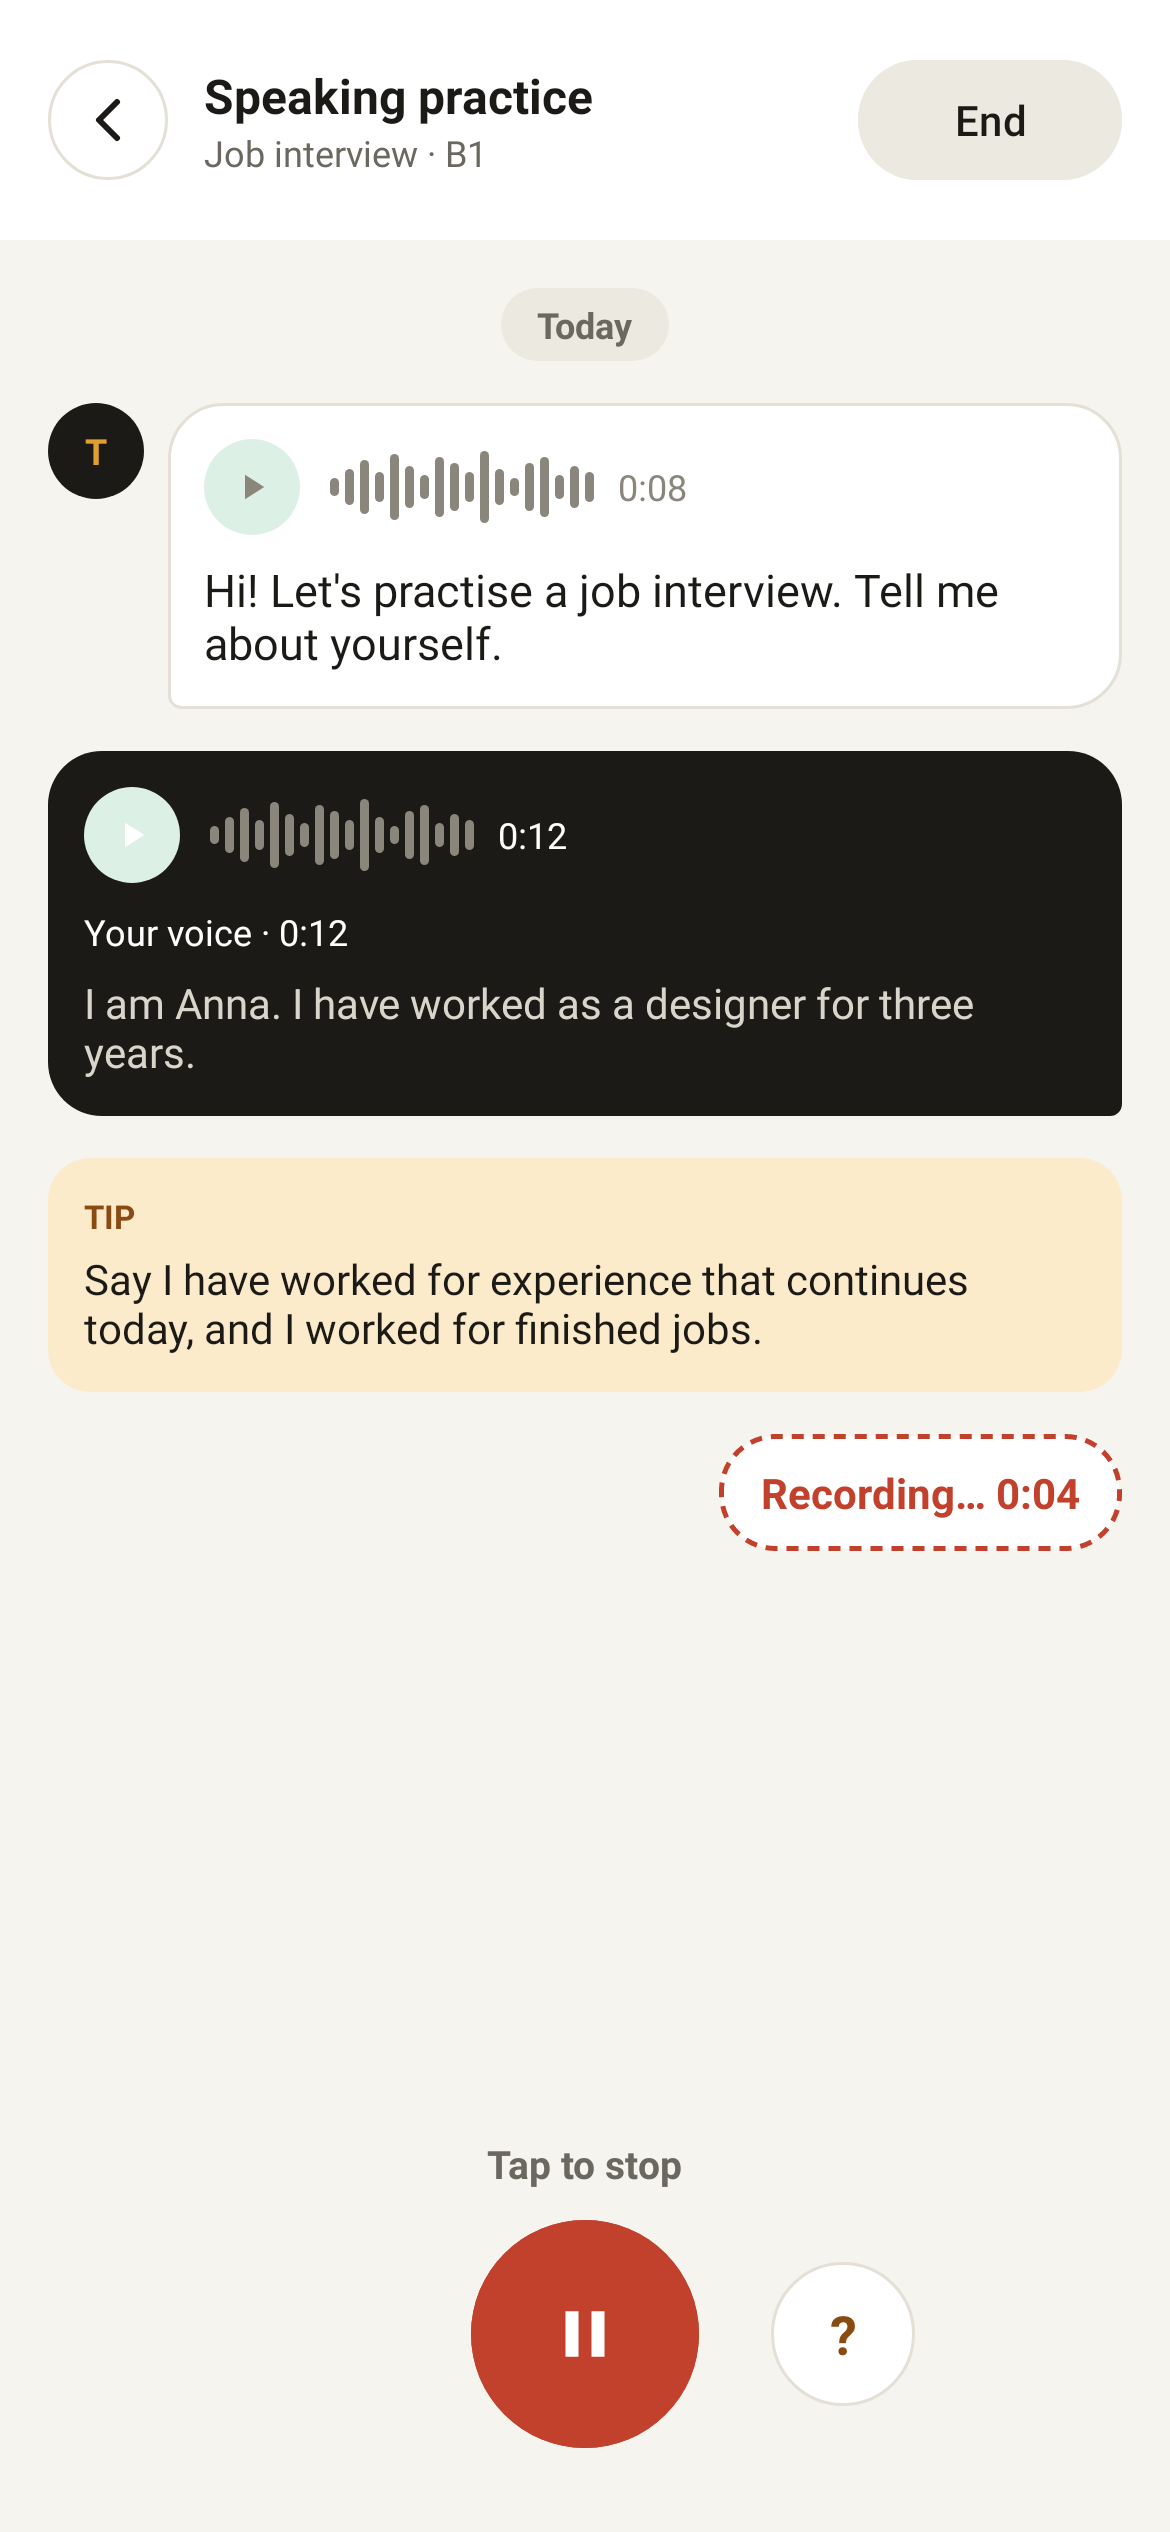 Speaking practice
Job interview · B1
End
Today
T
0:08
Hi! Let's practise a job interview. Tell me
about yourself.
0:12
Your voice · 0:12
I am Anna. I have worked as a designer for three
years.
TIP
Say I have worked for experience that continues
today, and I worked for finished jobs.
Recording... 0:04
Tap to stop
?